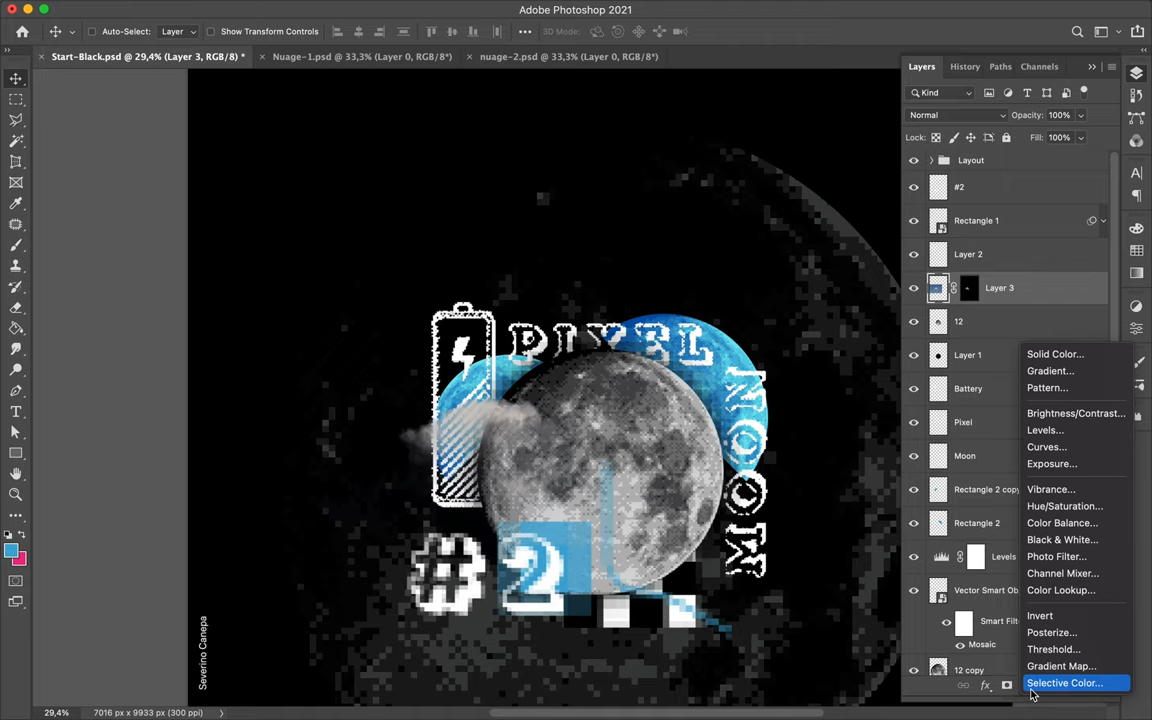 Adobe Photoshop 2021
Auto-Select: Layer Show Transform Controls 3D Mode:
Start-Black.psd @ 29,4% (Layer 3, RGB/8) * Nuage-1.psd @ 33,3% (Layer 0, RGB/8*) nuage-2.psd @ 33,3% (Layer 0, RGB/8*)
Layers History Paths Channels
Kind
Normal Opacity: 100%
Lock: Fill: 100%
Layout
#2
Rectangle 1
Layer 2
Layer 3
12
Layer 1
Battery
Pixel
Moon
Rectangle 2 copy
Rectangle 2
Levels
Vector Smart Ob
Smart Filte
Mosaic
12 copy
fx
Solid Color...
Gradient...
Pattern...
Brightness/Contrast...
Levels...
Curves...
Exposure...
Vibrance...
Hue/Saturation...
Color Balance...
Black & White...
Photo Filter...
Channel Mixer...
Color Lookup...
Invert
Posterize...
Threshold...
Gradient Map...
Selective Color...
PIXEL
MOON
#2
Severino Canepa
29,4% 7016 px x 9933 px (300 ppi)